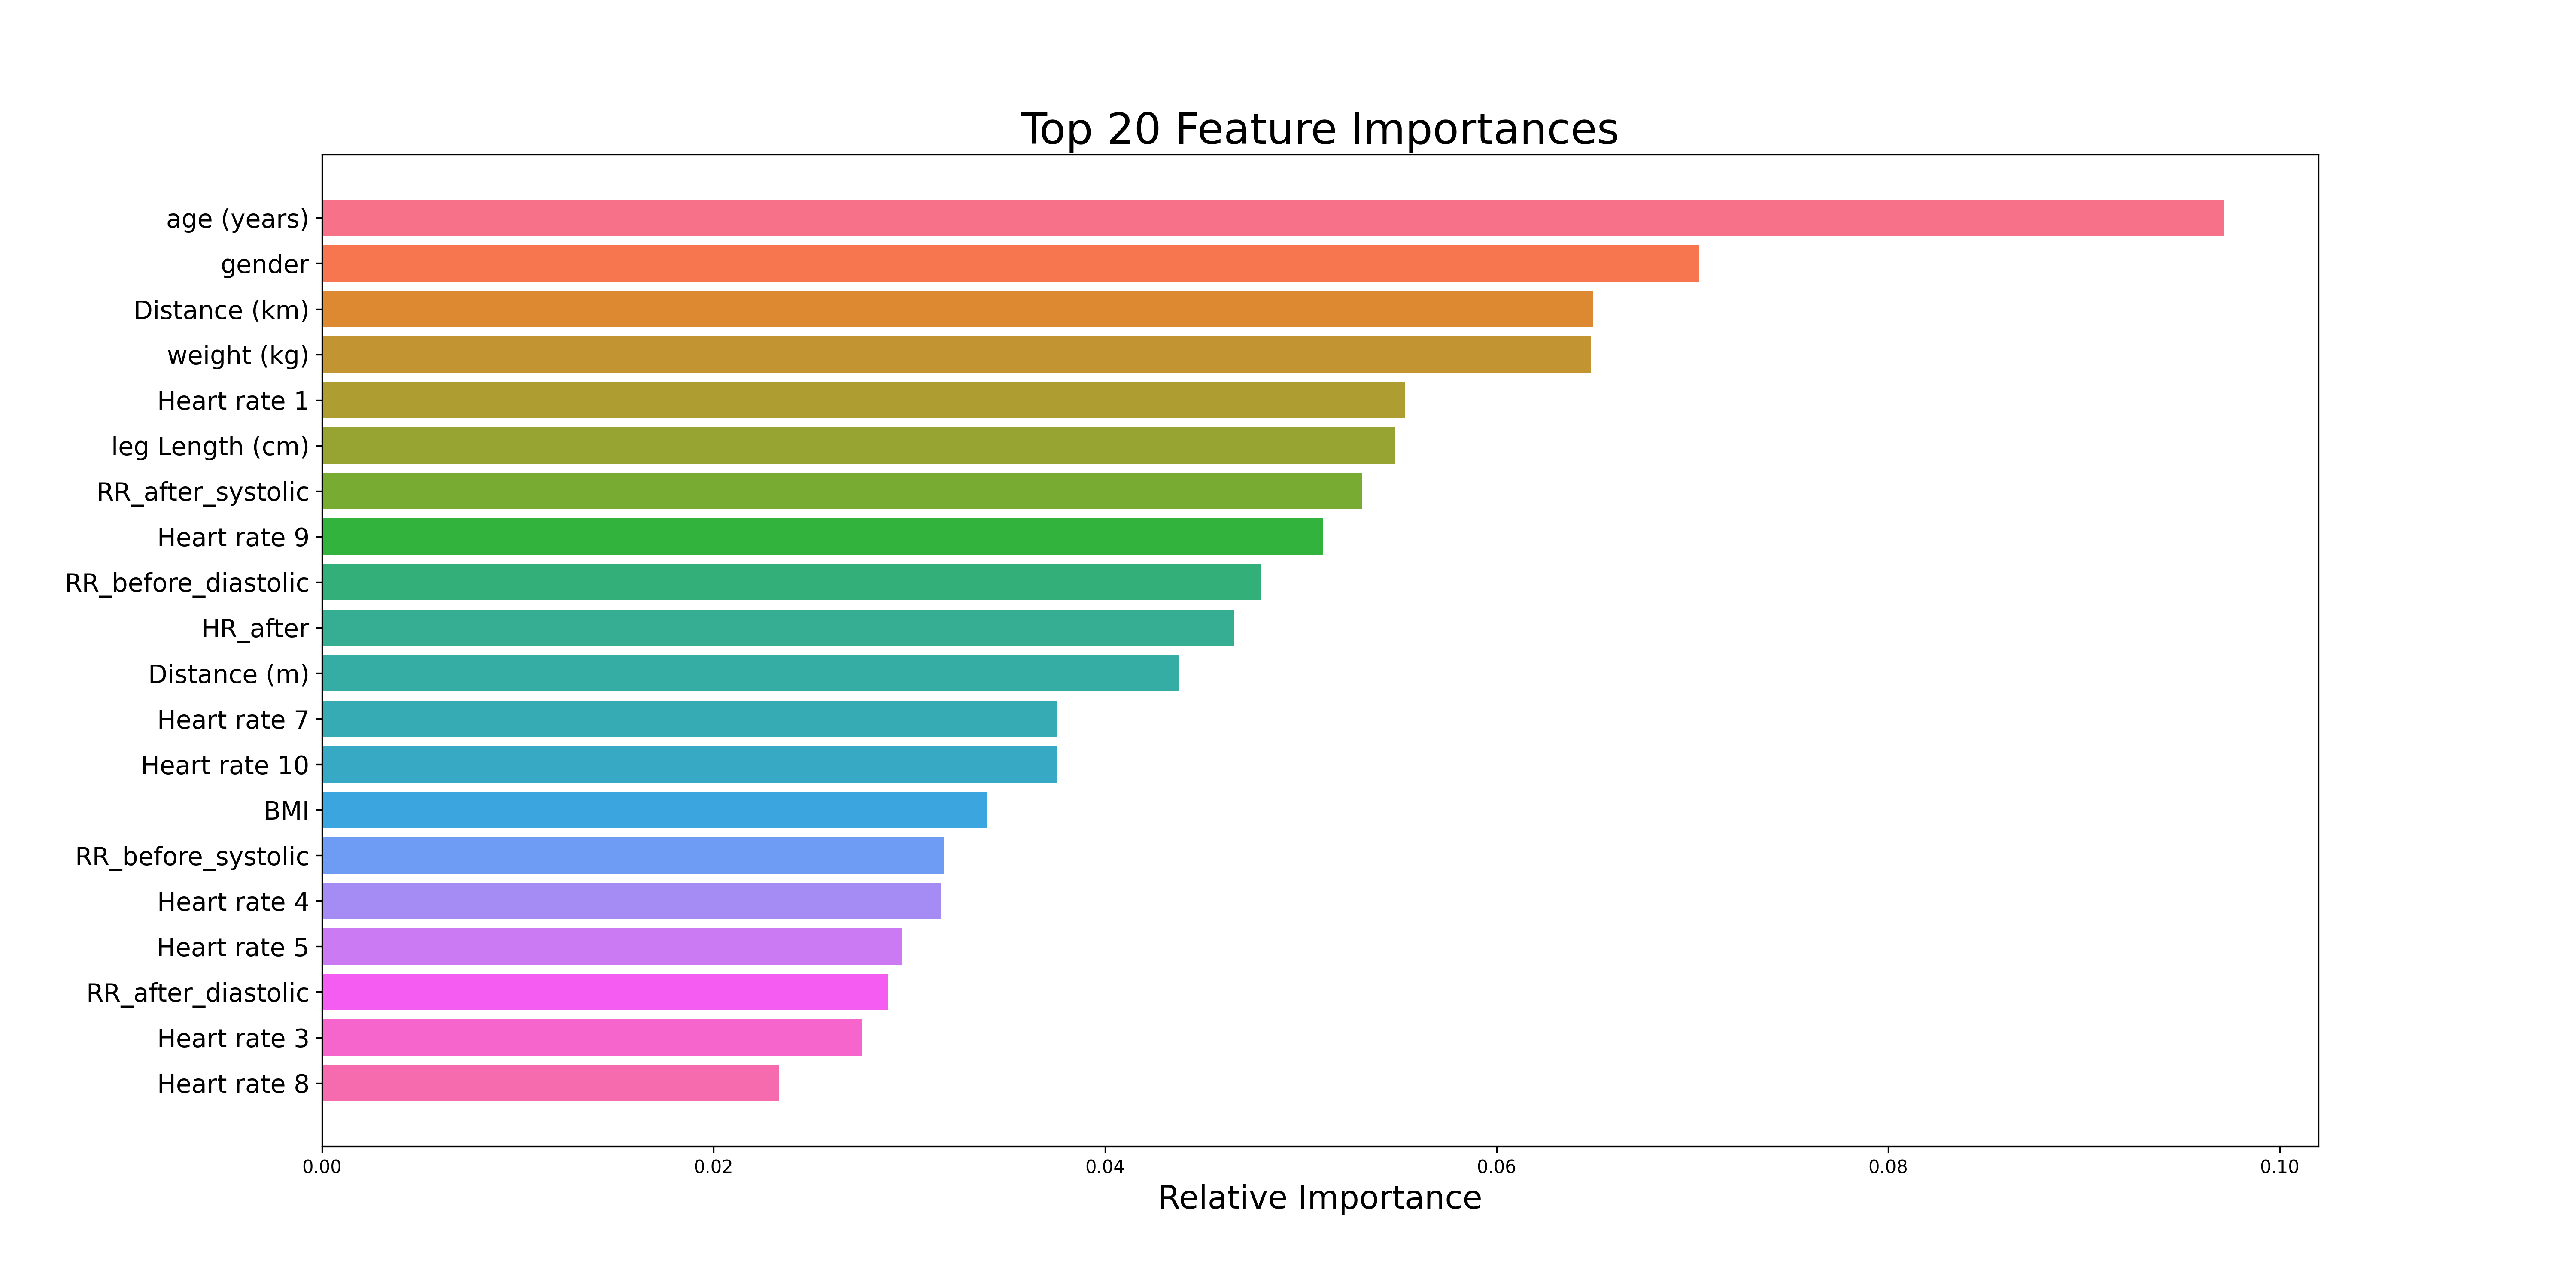 Top 20 Feature Importances
age (years)
gender
Distance (km)
weight (kg)
Heart rate 1
leg Length (cm)
RR_after_systolic
Heart rate 9
RR_before_diastolic
HR_after
Distance (m)
Heart rate 7
Heart rate 10
BMI
RR_before_systolic
Heart rate 4
Heart rate 5
RR_after_diastolic
Heart rate 3
Heart rate 8
0.00 0.02 0.04 0.06 0.08 0.10
Relative Importance